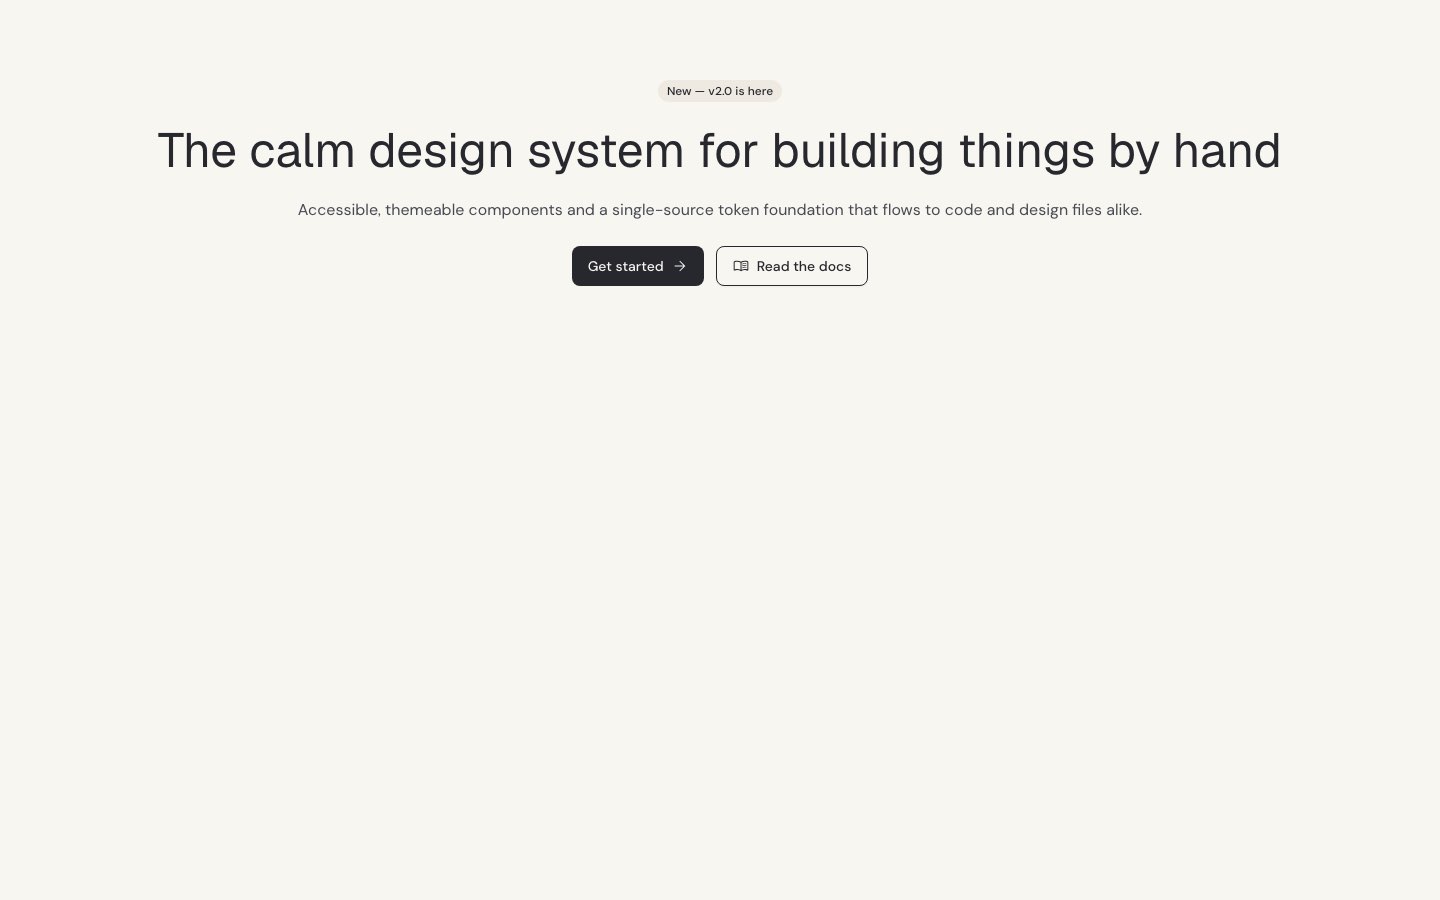 New — v2.0 is here
The calm design system for building things by hand
Accessible, themeable components and a single-source token foundation that flows to code and design files alike.
Get started
Read the docs